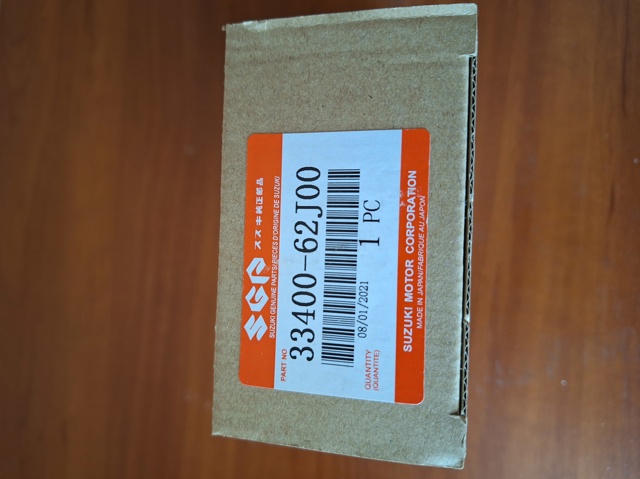 SGP スズキ純正部品
SUZUKI GENUINE PARTS/PIECES D'ORIGINE DE SUZUKI
PART NO
33400-62J00
08/01/2021
1 PC
QUANTITY
(QUANTITE)
SUZUKI MOTOR CORPORATION
MADE IN JAPAN/FABRIQUE AU JAPON